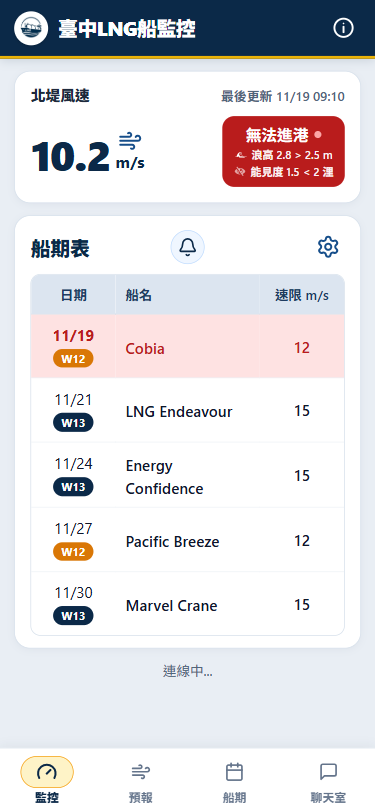 臺中LNG船監控
北堤風速
最後更新 11/19 09:10
10.2 m/s
無法進港
浪高 2.8 > 2.5 m
能見度 1.5 < 2 浬
船期表
日期 船名 速限 m/s
11/19
W12
Cobia
12
11/21
W13
LNG Endeavour
15
11/24
W13
Energy
Confidence
15
11/27
W12
Pacific Breeze
12
11/30
W13
Marvel Crane
15
連線中...
監控 預報 船期 聊天室